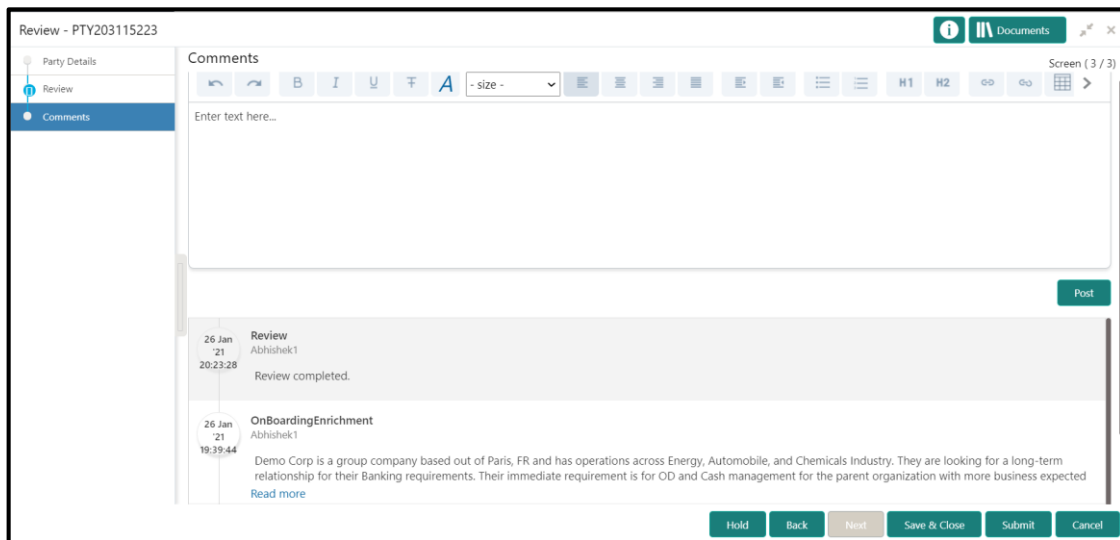 Review - PTY203115223
i
Documents
Party Details
Review
Comments
Comments
Screen ( 3 / 3)
B I U T A - size - H1 H2
Enter text here...
Post
26 Jan
'21
20:23:28
Review
Abhishek1
Review completed.
26 Jan
'21
19:39:44
OnBoardingEnrichment
Abhishek1
Demo Corp is a group company based out of Paris, FR and has operations across Energy, Automobile, and Chemicals Industry. They are looking for a long-term
relationship for their Banking requirements. Their immediate requirement is for OD and Cash management for the parent organization with more business expected
Read more
Hold Back Next Save & Close Submit Cancel